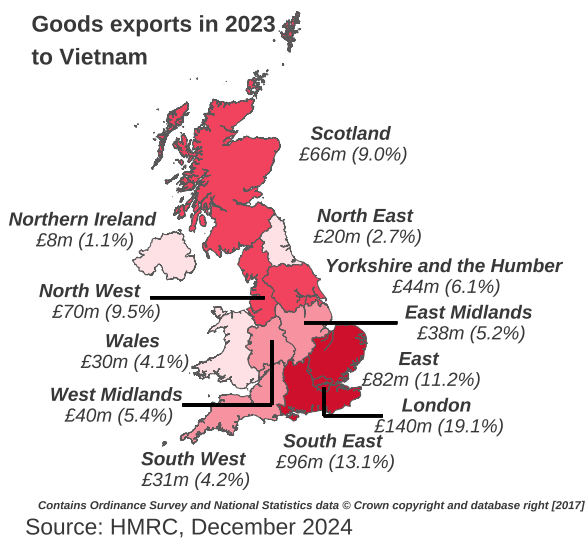 Goods exports in 2023
to Vietnam
Scotland
£66m (9.0%)
Northern Ireland
£8m (1.1%)
North East
£20m (2.7%)
Yorkshire and the Humber
£44m (6.1%)
North West
£70m (9.5%)
East Midlands
£38m (5.2%)
Wales
£30m (4.1%)
East
£82m (11.2%)
West Midlands
£40m (5.4%)
London
£140m (19.1%)
South East
£96m (13.1%)
South West
£31m (4.2%)
Contains Ordinance Survey and National Statistics data © Crown copyright and database right [2017]
Source: HMRC, December 2024